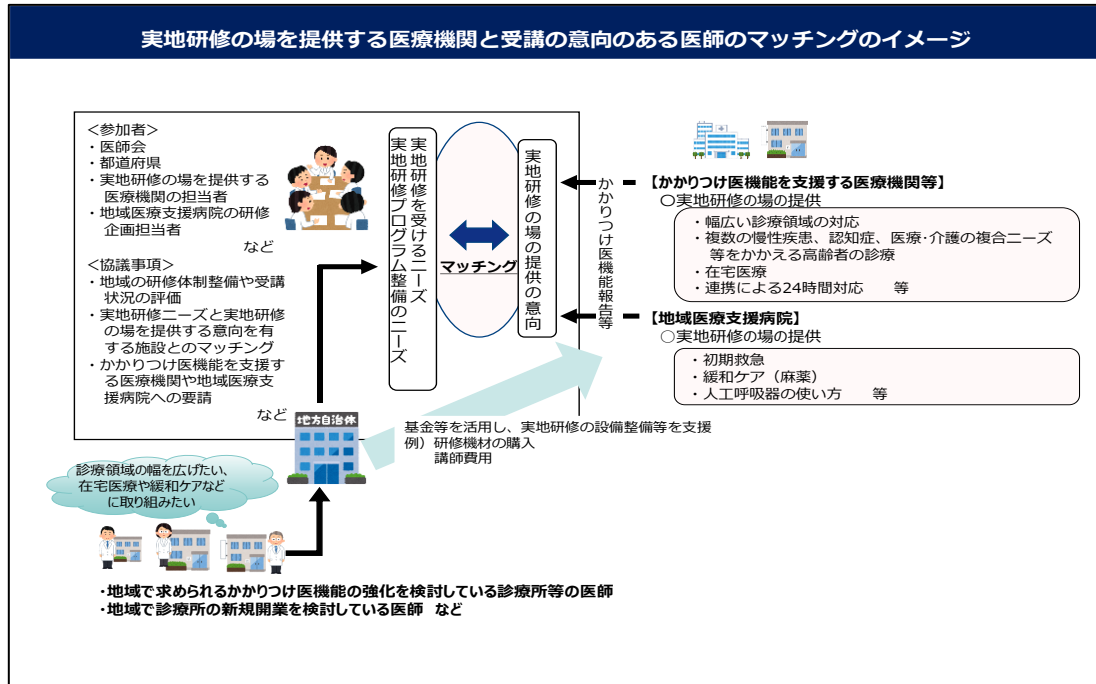 実地研修の場を提供する医療機関と受講の意向のある医師のマッチングのイメージ
<参加者>
・医師会
・都道府県
・実地研修の場を提供する
医療機関の担当者
・地域医療支援病院の研修
企画担当者
など
<協議事項>
・地域の研修体制整備や受講
状況の評価
・実地研修ニーズと実地研修
の場を提供する意向を有
する施設とのマッチング
・かかりつけ医機能を支援す
る医療機関や地域医療支
援病院への要請
など
実地研修を受けるニーズ
実地研修プログラム整備のニーズ
マッチング
実地研修の場の提供の意向
かかりつけ医機能報告等
【かかりつけ医機能を支援する医療機関等】
〇実地研修の場の提供
・幅広い診療領域の対応
・複数の慢性疾患、認知症、医療・介護の複合ニーズ
等をかかえる高齢者の診療
・在宅医療
・連携による24時間対応 等
【地域医療支援病院】
〇実地研修の場の提供
・初期救急
・緩和ケア（麻薬）
・人工呼吸器の使い方 等
地方自治体
基金等を活用し、実地研修の設備整備等を支援
例）研修機材の購入
講師費用
診療領域の幅を広げたい、
在宅医療や緩和ケアなど
に取り組みたい
・地域で求められるかかりつけ医機能の強化を検討している診療所等の医師
・地域で診療所の新規開業を検討している医師 など